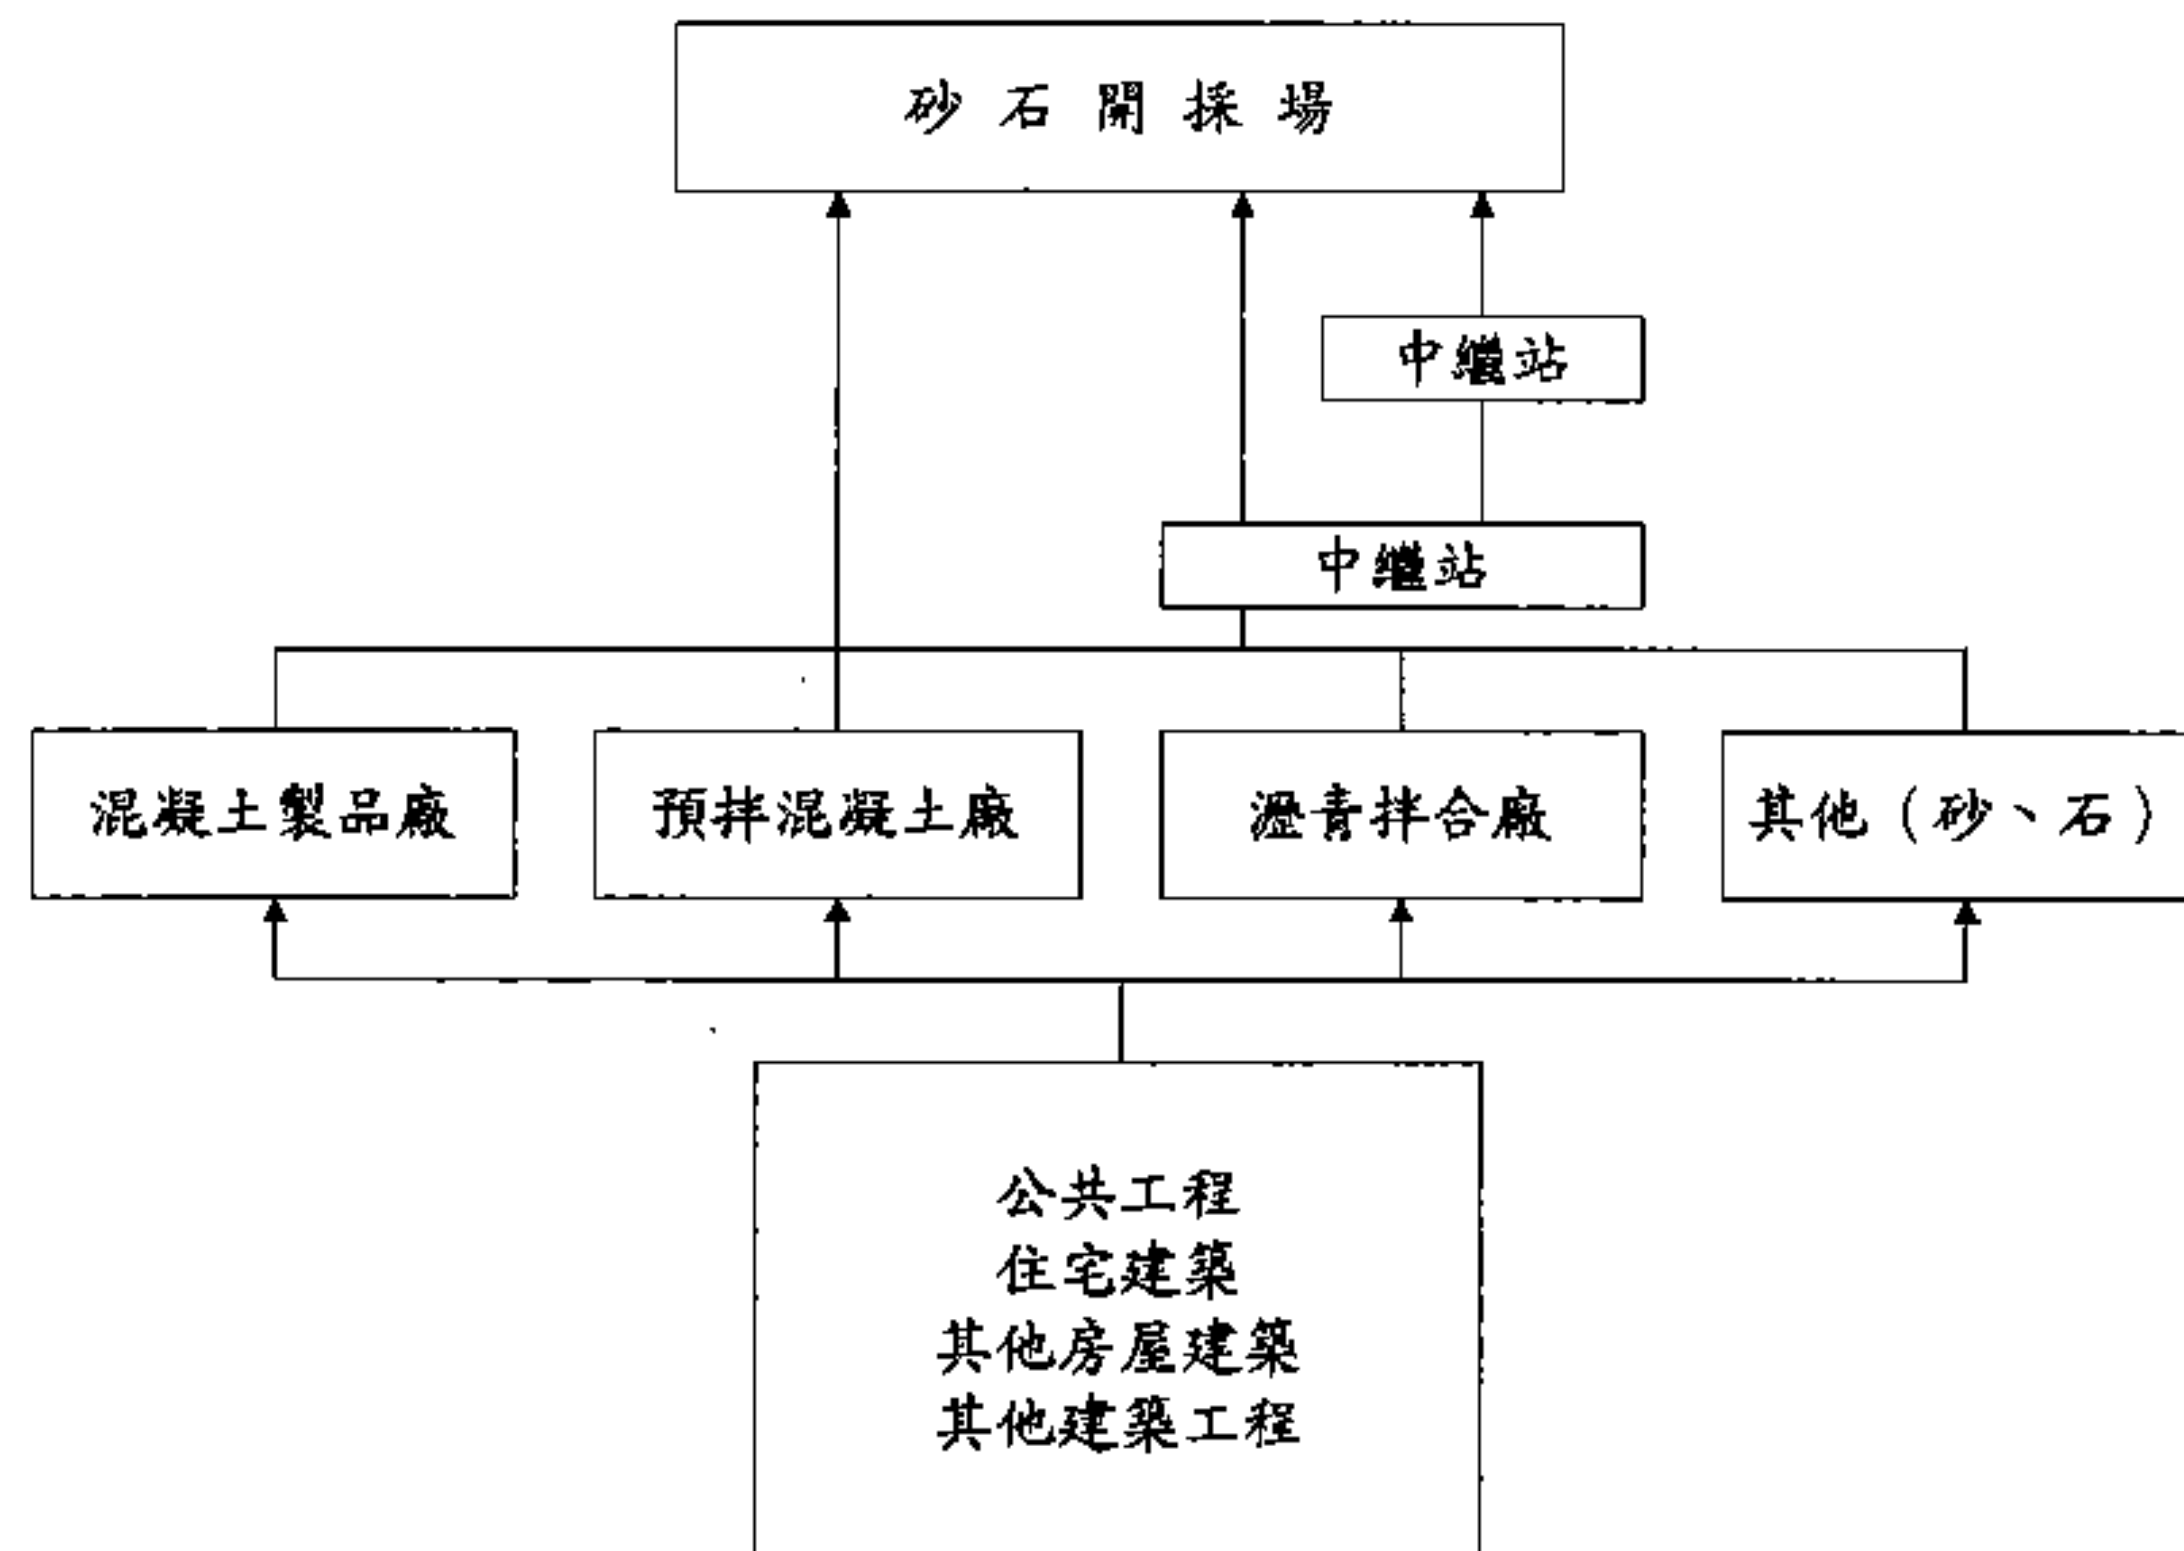 砂石開採場
中繼站
中繼站
混凝土製品廠
預拌混凝土廠
瀝青拌合廠
其他（砂、石）
公共工程
住宅建築
其他房屋建築
其他建築工程